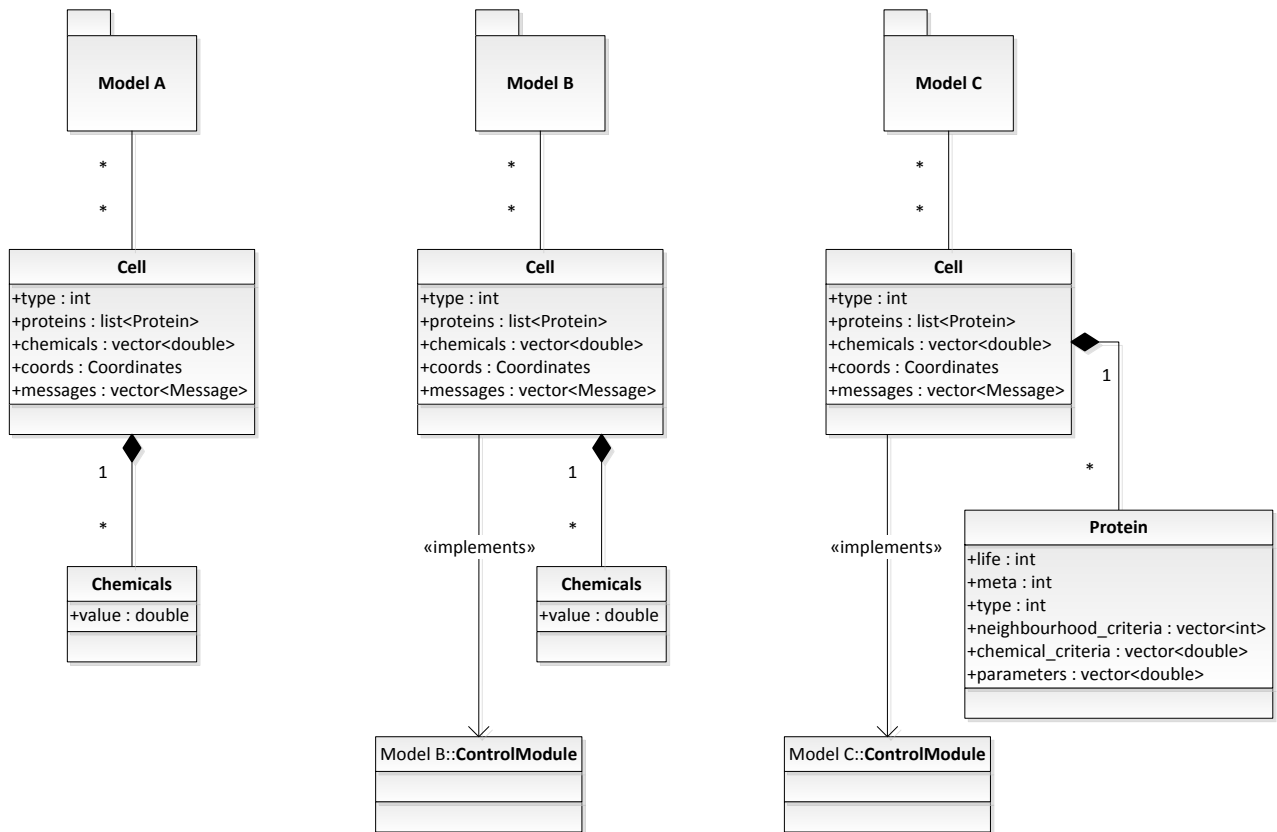 Model A
*
*
Cell
+type : int
+proteins : list<Protein>
+chemicals : vector<double>
+coords : Coordinates
+messages : vector<Message>
1
*
Chemicals
+value : double
Model B
*
*
Cell
+type : int
+proteins : list<Protein>
+chemicals : vector<double>
+coords : Coordinates
+messages : vector<Message>
1
*
«implements»
Chemicals
+value : double
Model B::ControlModule
Model C
*
*
Cell
+type : int
+proteins : list<Protein>
+chemicals : vector<double>
+coords : Coordinates
+messages : vector<Message>
1
*
«implements»
Protein
+life : int
+meta : int
+type : int
+neighbourhood_criteria : vector<int>
+chemical_criteria : vector<double>
+parameters : vector<double>
Model C::ControlModule